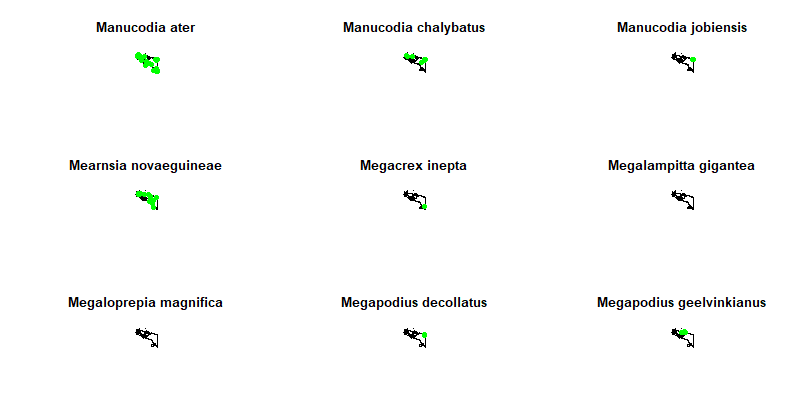 Manucodia ater
Manucodia chalybatus
Manucodia jobiensis
Mearnsia novaeguineae
Megacrex inepta
Megalampitta gigantea
Megaloprepia magnifica
Megapodius decollatus
Megapodius geelvinkianus